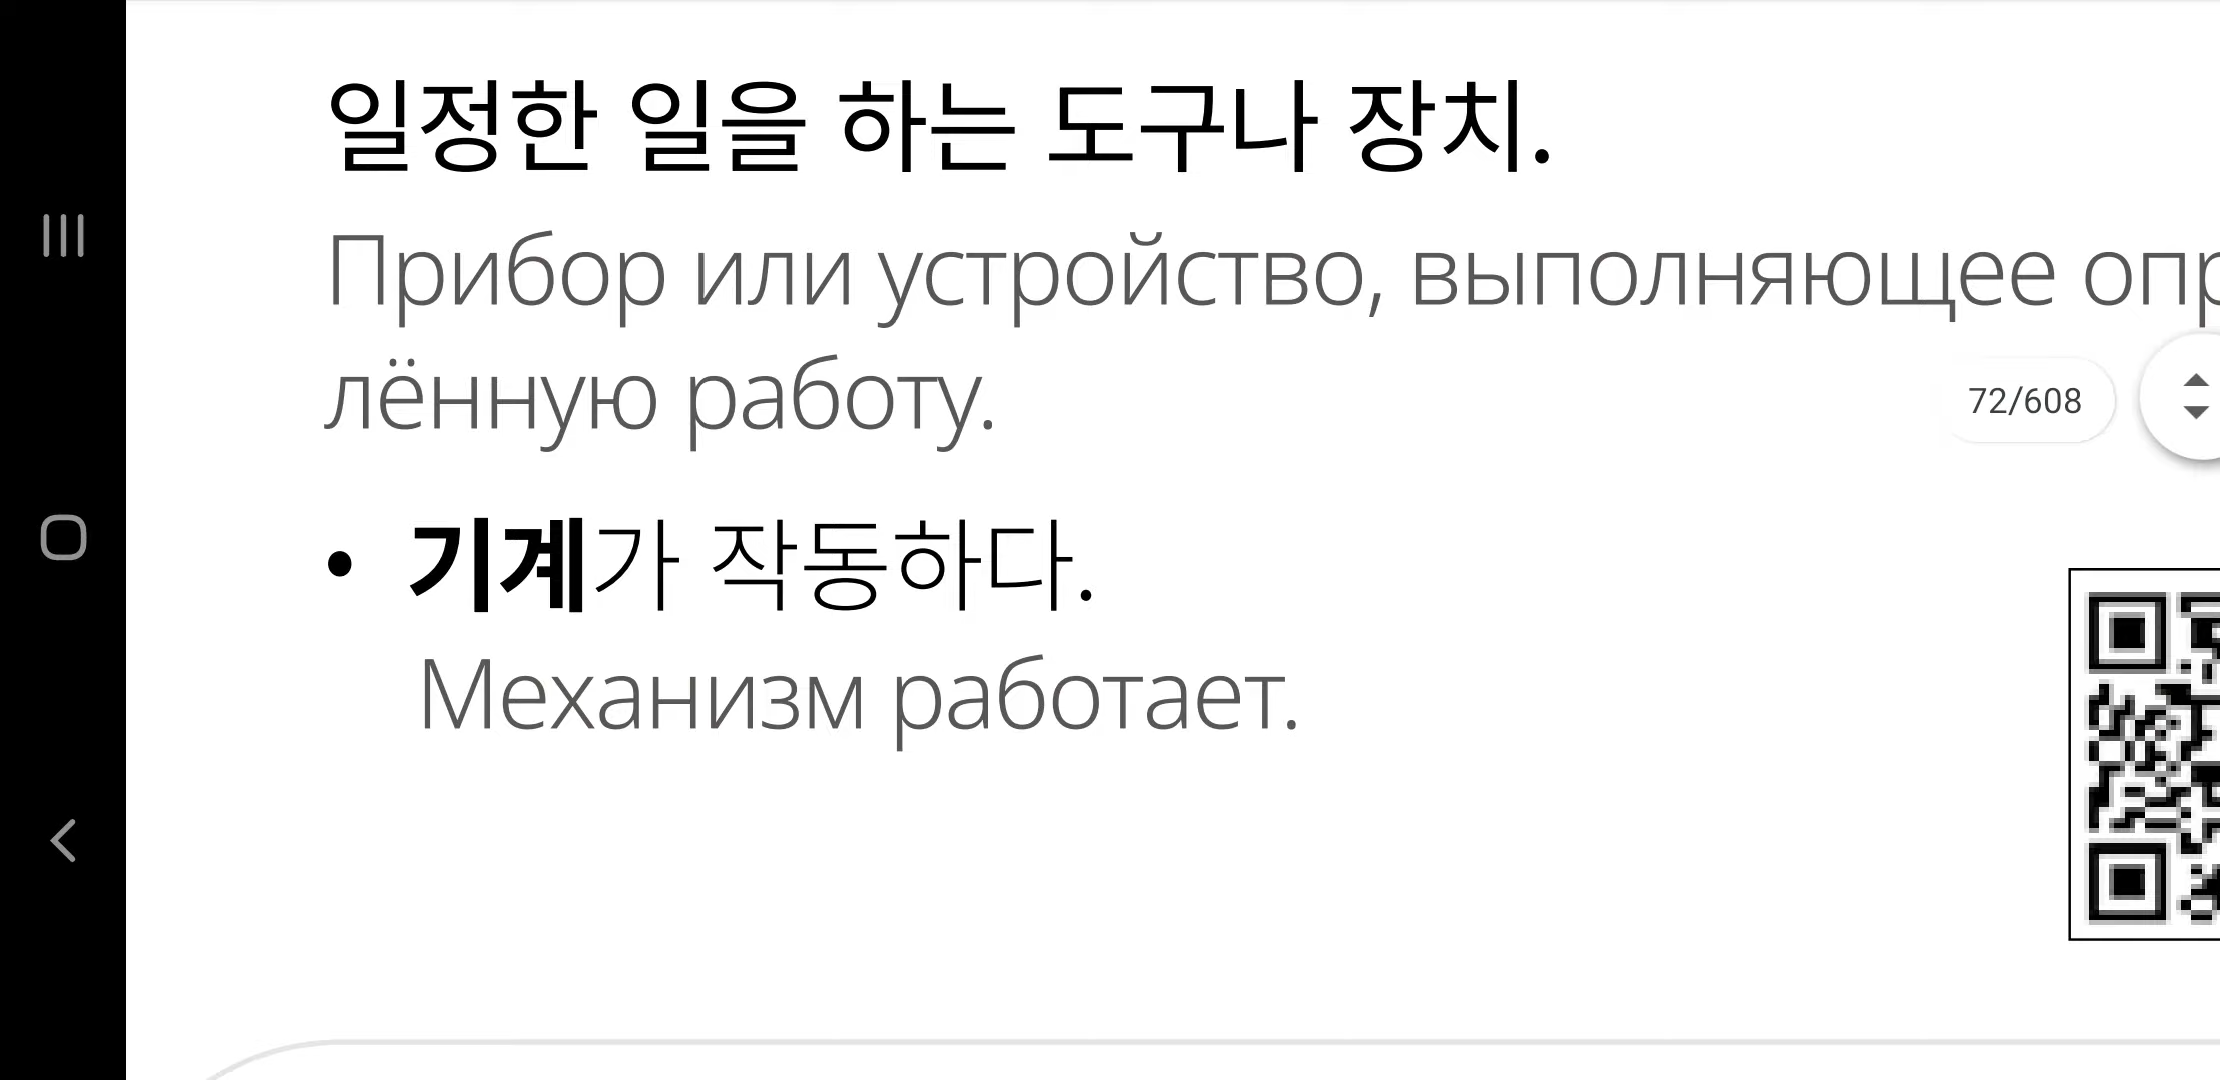 일정한 일을 하는 도구나 장치.
Прибор или устройство, выполняющее опр
лённую работу.
72/608
• 기계가 작동하다.
Механизм работает.